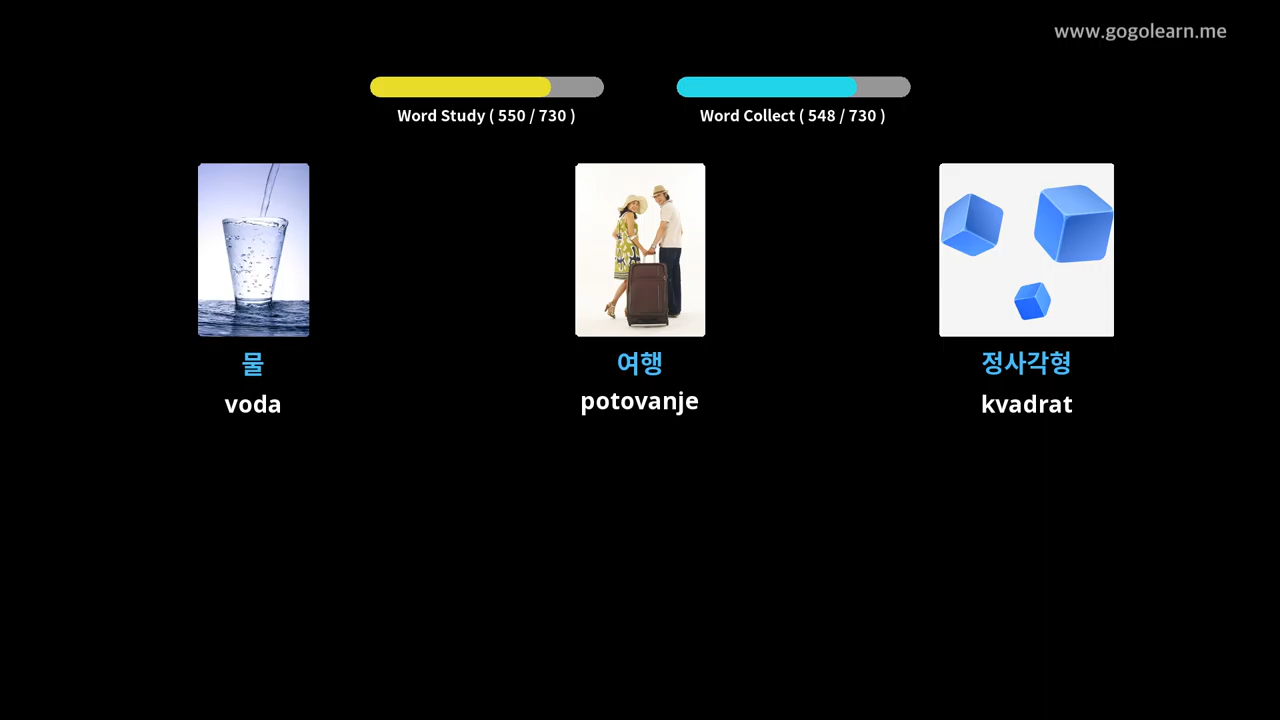 www.gogolearn.me
Word Study ( 550 / 730 )
Word Collect ( 548 / 730 )
물
여행
정사각형
voda
potovanje
kvadrat